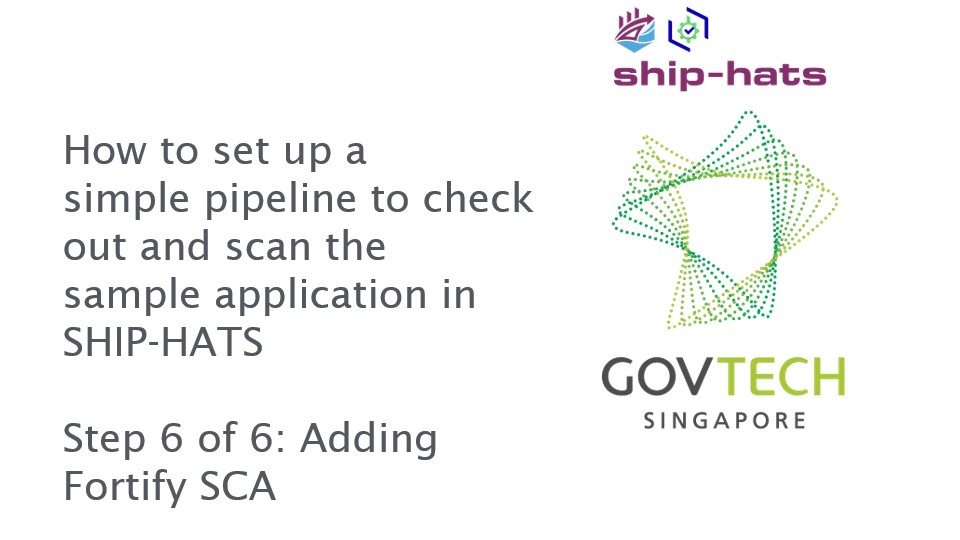 ship-hats
How to set up a
simple pipeline to check
out and scan the
sample application in
SHIP-HATS
Step 6 of 6: Adding
Fortify SCA
GOVTECH
SINGAPORE